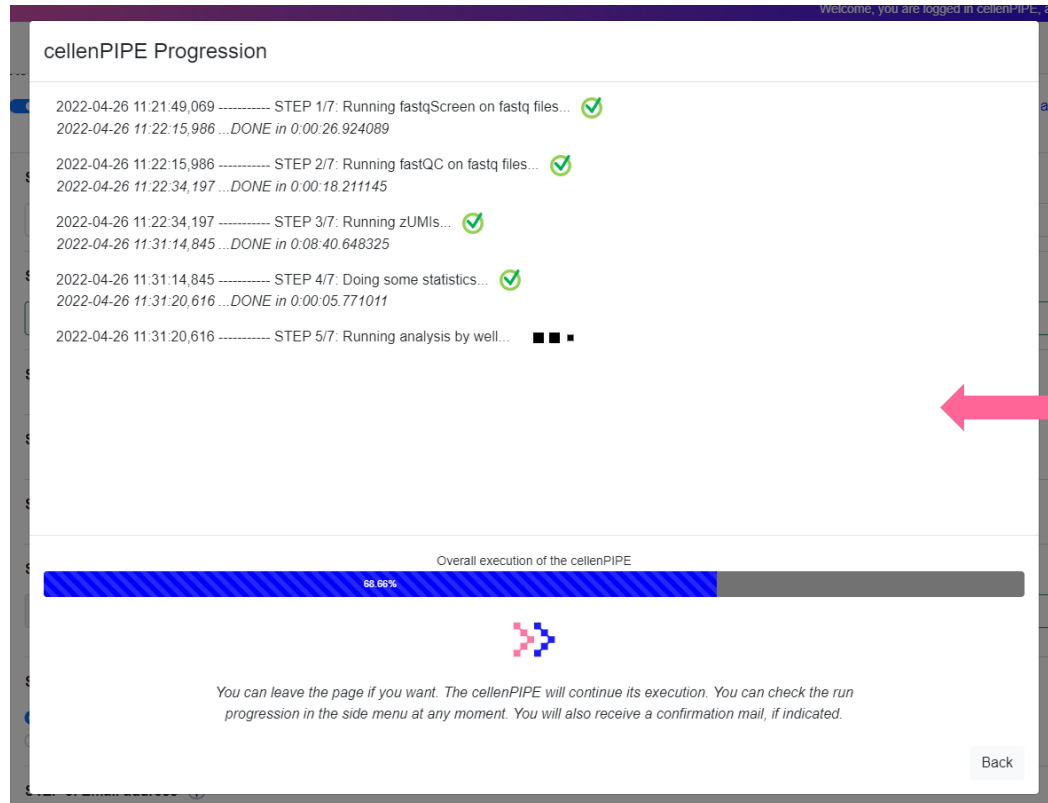 Welcome, you are logged in cellenPIPE, a
cellenPIPE Progression
2022-04-26 11:21:49,069 ----------- STEP 1/7: Running fastqScreen on fastq files...
2022-04-26 11:22:15,986 ...DONE in 0:00:26.924089
2022-04-26 11:22:15,986 ----------- STEP 2/7: Running fastQC on fastq files...
2022-04-26 11:22:34,197 ...DONE in 0:00:18.211145
2022-04-26 11:22:34,197 ----------- STEP 3/7: Running zUMIs...
2022-04-26 11:31:14,845 ...DONE in 0:08:40.648325
2022-04-26 11:31:14,845 ----------- STEP 4/7: Doing some statistics...
2022-04-26 11:31:20,616 ...DONE in 0:00:05.771011
2022-04-26 11:31:20,616 ----------- STEP 5/7: Running analysis by well...
Overall execution of the cellenPIPE
68.66%
You can leave the page if you want. The cellenPIPE will continue its execution. You can check the run
progression in the side menu at any moment. You will also receive a confirmation mail, if indicated.
Back